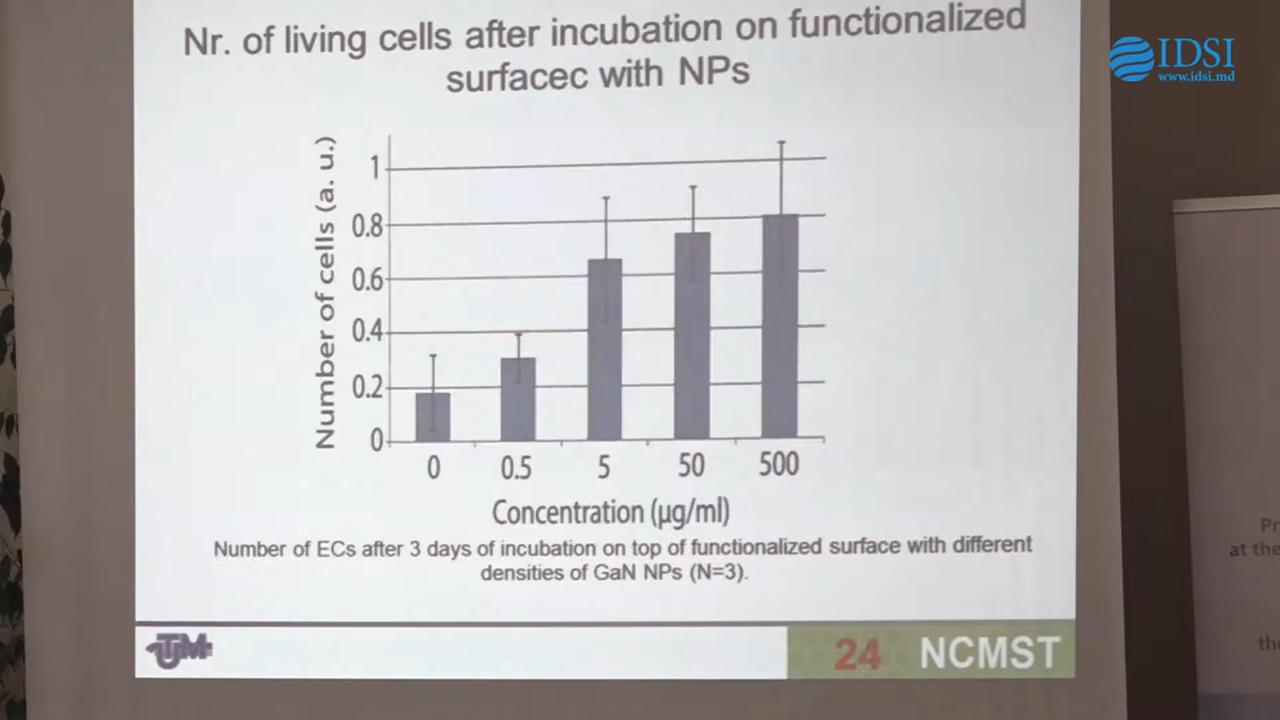 Nr. of living cells after incubation on functionalized
surfacec with NPs
IDSI
www.idsi.md
Number of cells (a. u.)
1
0.8
0.6
0.4
0.2
0
0 0.5 5 50 500
Concentration (µg/ml)
Number of ECs after 3 days of incubation on top of functionalized surface with different
densities of GaN NPs (N=3).
UTM
24 NCMST
at the